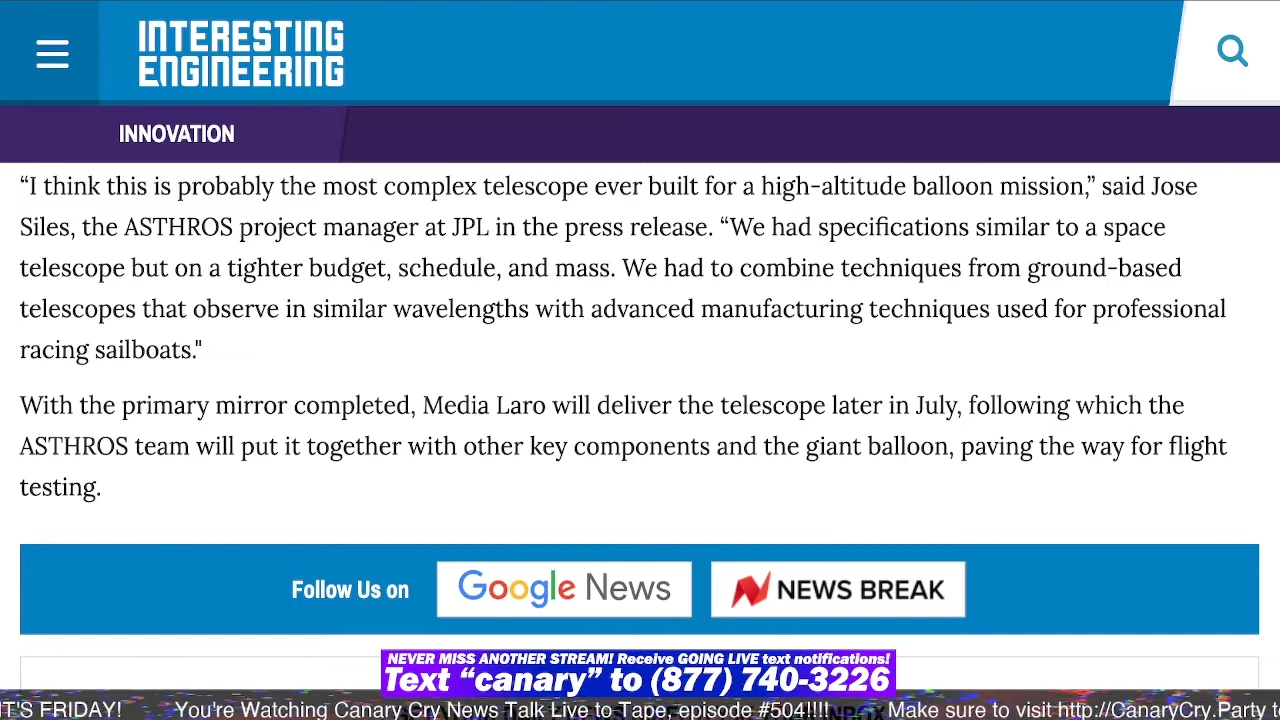 INTERESTING
ENGINEERING
INNOVATION
“I think this is probably the most complex telescope ever built for a high-altitude balloon mission,” said Jose
Siles, the ASTHROS project manager at JPL in the press release. “We had specifications similar to a space
telescope but on a tighter budget, schedule, and mass. We had to combine techniques from ground-based
telescopes that observe in similar wavelengths with advanced manufacturing techniques used for professional
racing sailboats."
With the primary mirror completed, Media Laro will deliver the telescope later in July, following which the
ASTHROS team will put it together with other key components and the giant balloon, paving the way for flight
testing.
Follow Us on
Google News
NEWS BREAK
NEVER MISS ANOTHER STREAM! Receive GOING LIVE text notifications!
Text “canary” to (877) 740-3226
IT'S FRIDAY! You're Watching Canary Cry News Talk Live to Tape, episode #504!!!! Make sure to visit http://CanaryCry.Party t